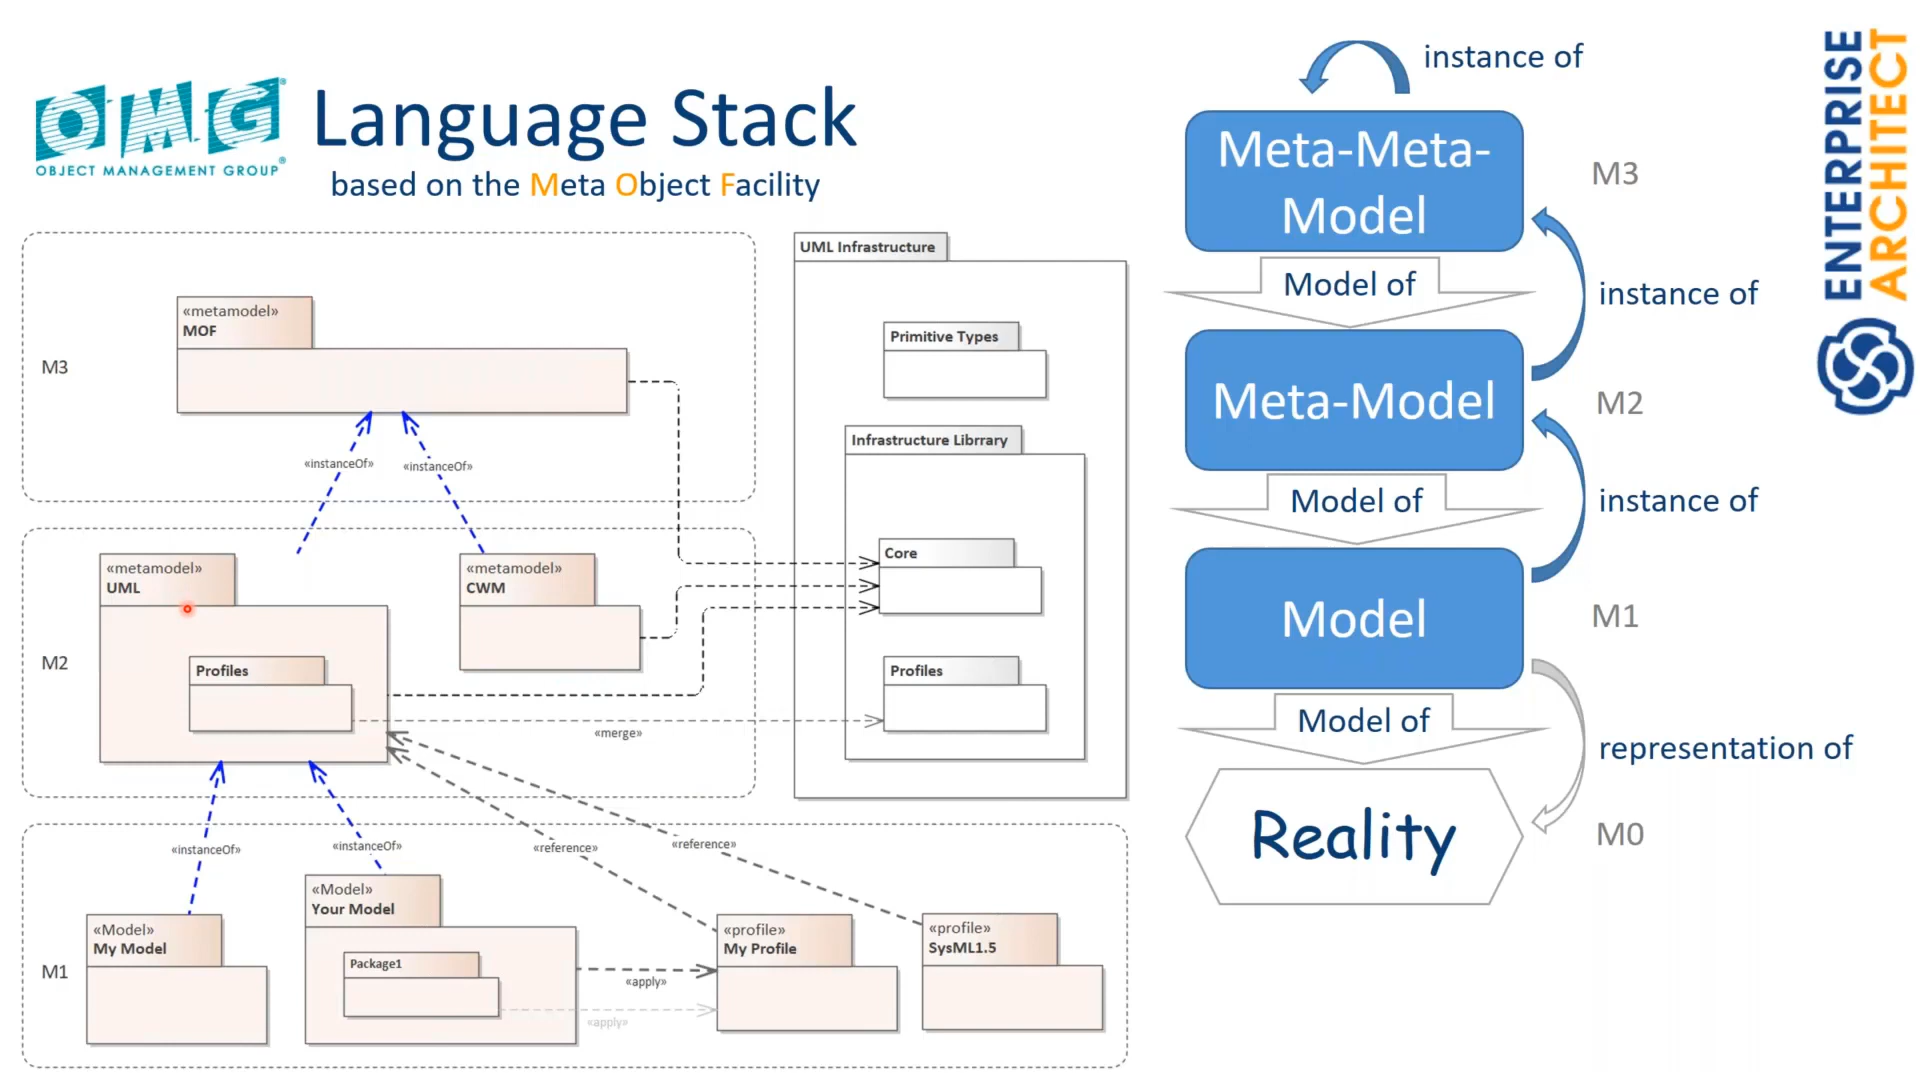 OMG
OBJECT MANAGEMENT GROUP
Language Stack
based on the Meta Object Facility
M3
«metamodel»
MOF
«instanceOf»
«instanceOf»
M2
«metamodel»
UML
Profiles
«metamodel»
CWM
«merge»
UML Infrastructure
Primitive Types
Infrastructure Librrary
Core
Profiles
M1
«instanceOf»
«instanceOf»
«reference»
«reference»
«Model»
My Model
«Model»
Your Model
Package1
«apply»
«apply»
«profile»
My Profile
«profile»
SysML1.5
instance of
Meta-Meta-
Model
M3
Model of
instance of
Meta-Model
M2
Model of
instance of
Model
M1
Model of
representation of
Reality
M0
ENTERPRISE
ARCHITECT